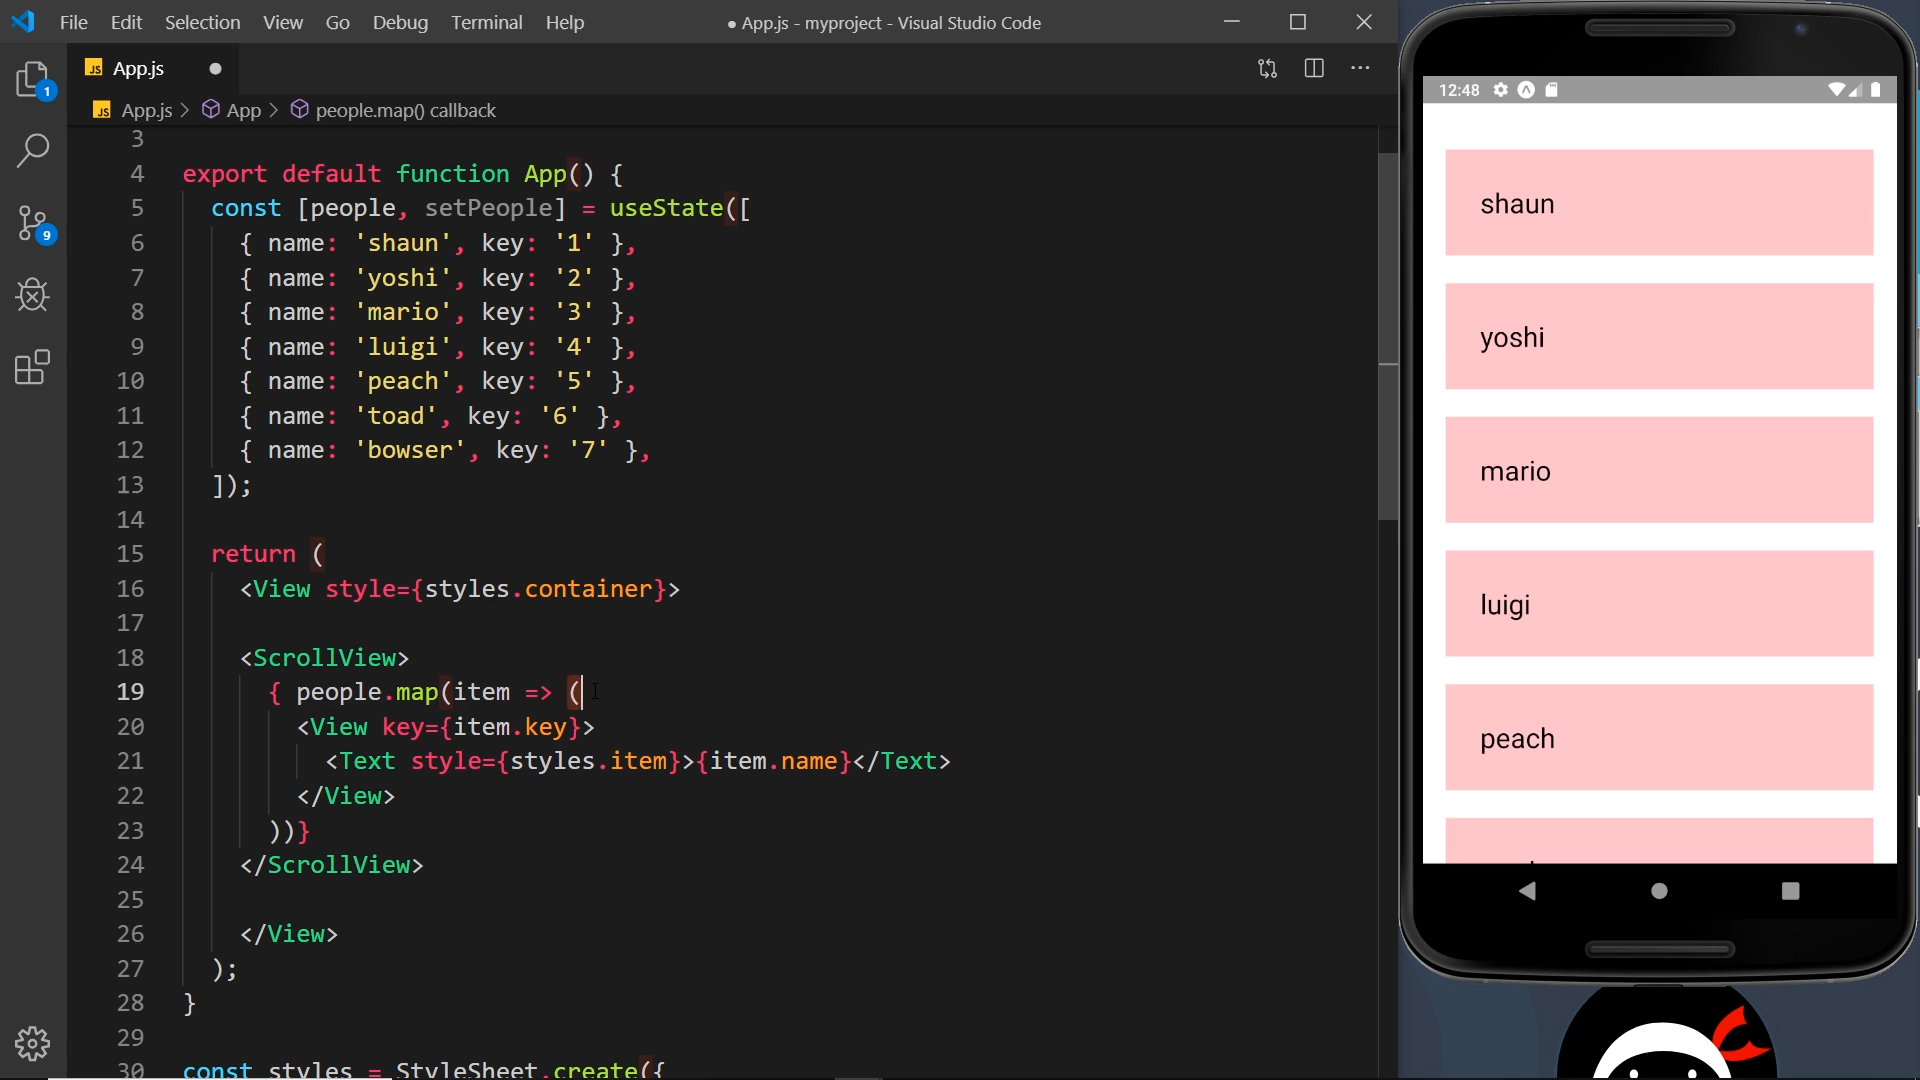 File Edit Selection View Go Debug Terminal Help
● App.js - myproject - Visual Studio Code
JS App.js
JS App.js > App > people.map() callback
1
9
3
4 export default function App() {
5 const [people, setPeople] = useState([
6 { name: 'shaun', key: '1' },
7 { name: 'yoshi', key: '2' },
8 { name: 'mario', key: '3' },
9 { name: 'luigi', key: '4' },
10 { name: 'peach', key: '5' },
11 { name: 'toad', key: '6' },
12 { name: 'bowser', key: '7' },
13 ]);
14
15 return (
16 <View style={styles.container}>
17
18 <ScrollView>
19 { people.map(item => (
20 <View key={item.key}>
21 <Text style={styles.item}>{item.name}</Text>
22 </View>
23 ))}
24 </ScrollView>
25
26 </View>
27 );
28 }
29
30 const styles = StyleSheet.create({
12:48
shaun
yoshi
mario
luigi
peach